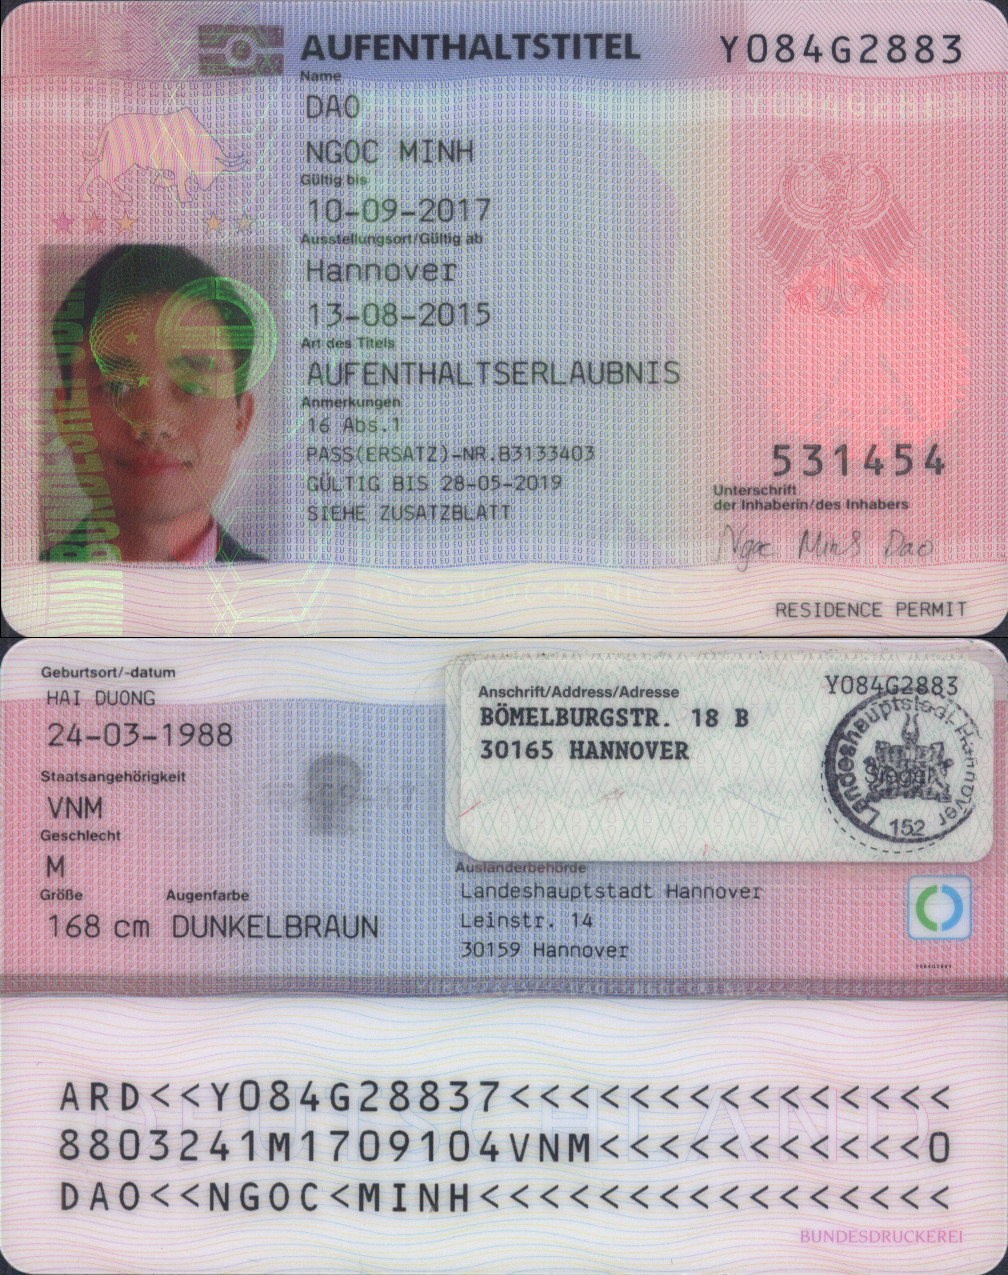 AUFENTHALTSTITEL
Y084G2883
Name
DAO
NGOC MINH
Gültig bis
10-09-2017
Ausstellungsort/Gültig ab
Hannover
13-08-2015
Art des Titels
AUFENTHALTSERLAUBNIS
Anmerkungen
16 Abs.1
PASS(ERSATZ)-NR.B3133403
GÜLTIG BIS 28-05-2019
SIEHE ZUSATZBLATT
531454
Unterschrift
der Inhaberin/des Inhabers
Ngoc Minh Dao
RESIDENCE PERMIT
Geburtsort/-datum
HAI DUONG
24-03-1988
Staatsangehörigkeit
VNM
Geschlecht
M
Größe Augenfarbe
168 cm DUNKELBRAUN
Anschrift/Address/Adresse
Y084G2883
BÖMELBURGSTR. 18 B
30165 HANNOVER
Landeshauptstadt Hannover
Siegel
152
Ausländerbehörde
Landeshauptstadt Hannover
Leinstr. 14
30159 Hannover
ARD<<Y084G28837<<<<<<<<<<<<<<<
8803241M1709104VNM<<<<<<<<<<<0
DAO<<NGOC<MINH<<<<<<<<<<<<<<<<
BUNDESDRUCKEREI